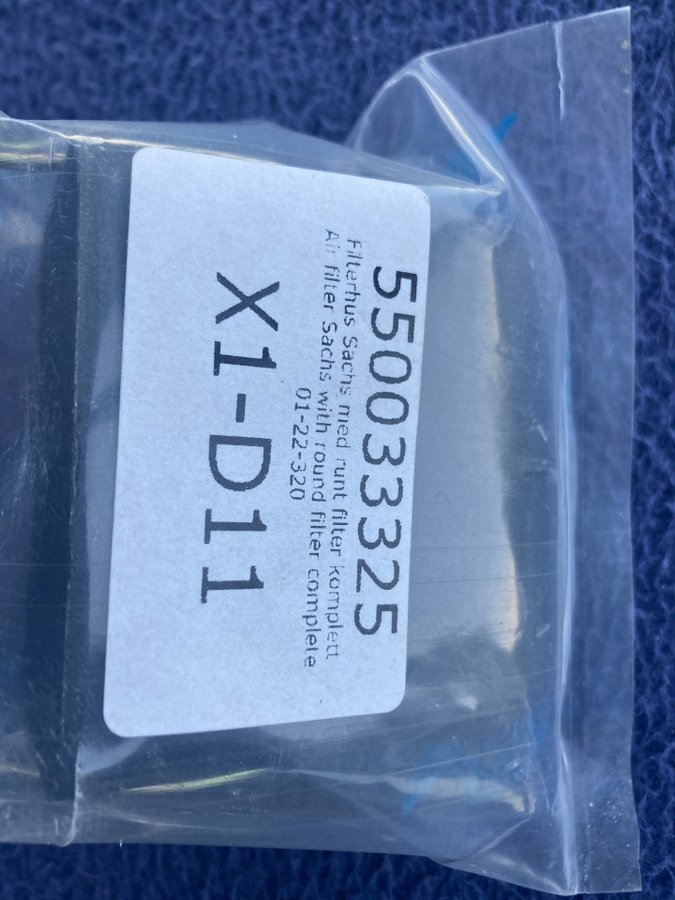 550033325
Filterhus Sachs med runt filter komplett
Air filter Sachs with round filter complete
01-22-320
X1-D11